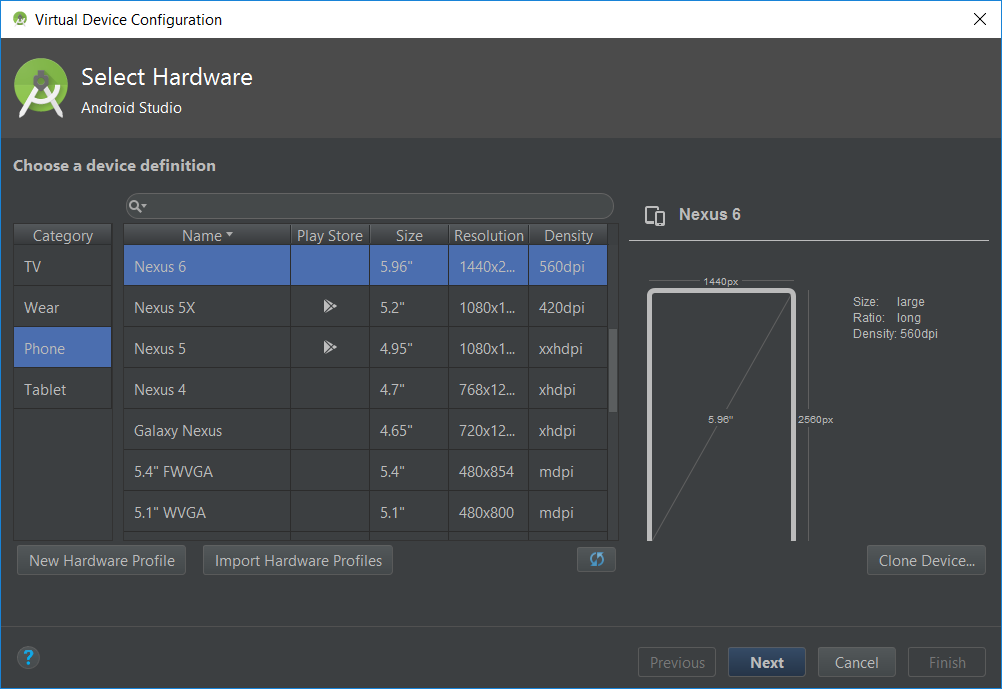 Virtual Device Configuration
Select Hardware
Android Studio
Choose a device definition
Category
TV
Wear
Phone
Tablet
Name Play Store Size Resolution Density
Nexus 6 5.96" 1440x2... 560dpi
Nexus 5X 5.2" 1080x1... 420dpi
Nexus 5 4.95" 1080x1... xxhdpi
Nexus 4 4.7" 768x12... xhdpi
Galaxy Nexus 4.65" 720x12... xhdpi
5.4" FWVGA 5.4" 480x854 mdpi
5.1" WVGA 5.1" 480x800 mdpi
Nexus 6
1440px
5.96"
2560px
Size: large
Ratio: long
Density: 560dpi
New Hardware Profile Import Hardware Profiles Clone Device...
? Previous Next Cancel Finish